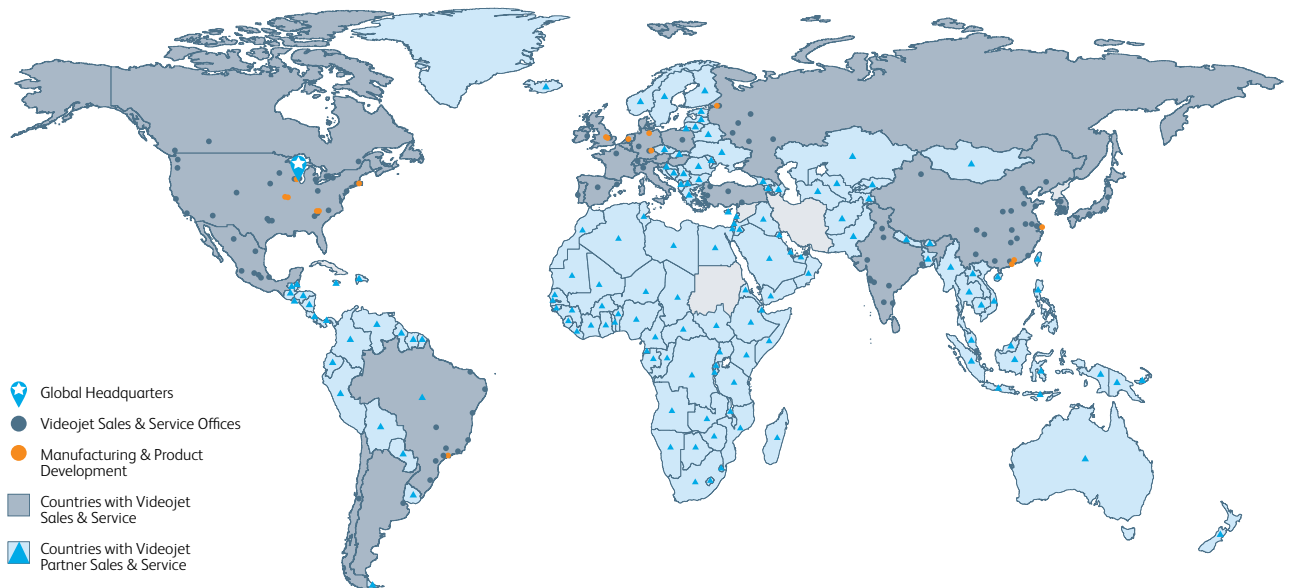 Global Headquarters
Videojet Sales & Service Offices
Manufacturing & Product
Development
Countries with Videojet
Sales & Service
Countries with Videojet
Partner Sales & Service